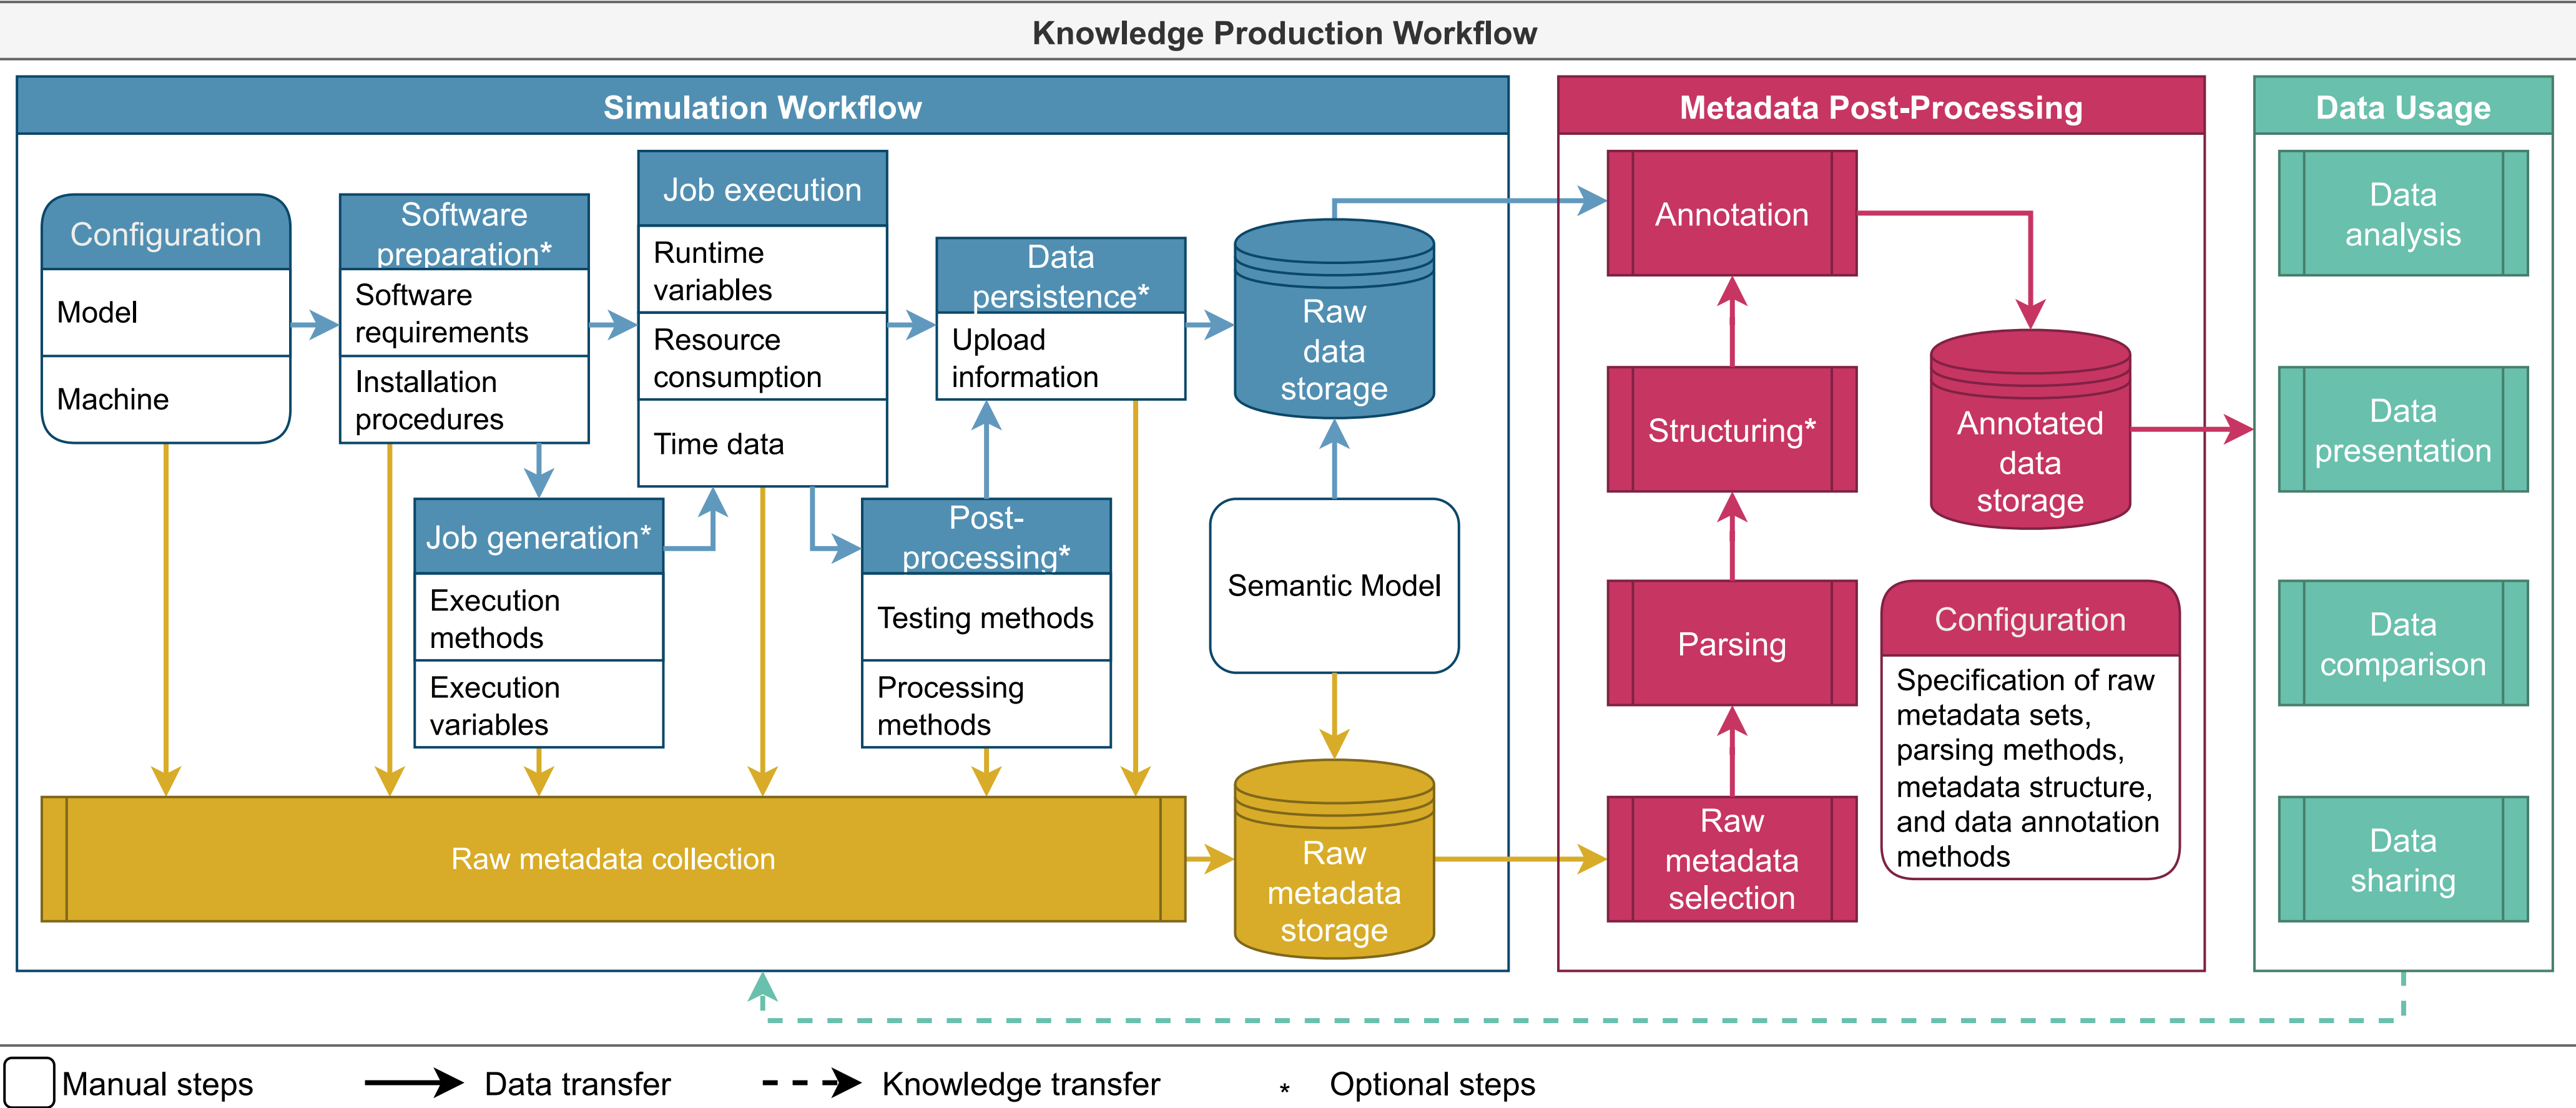 Knowledge Production Workflow
Simulation Workflow
Configuration
Model
Machine
Software
preparation*
Software
requirements
Installation
procedures
Job generation*
Execution
methods
Execution
variables
Job execution
Runtime
variables
Resource
consumption
Time data
Post-
processing*
Testing methods
Processing
methods
Data
persistence*
Upload
information
Raw
data
storage
Semantic Model
Raw metadata collection
Raw
metadata
storage
Metadata Post-Processing
Annotation
Structuring*
Parsing
Raw
metadata
selection
Annotated
data
storage
Configuration
Specification of raw
metadata sets,
parsing methods,
metadata structure,
and data annotation
methods
Data Usage
Data
analysis
Data
presentation
Data
comparison
Data
sharing
Manual steps
Data transfer
Knowledge transfer
* Optional steps